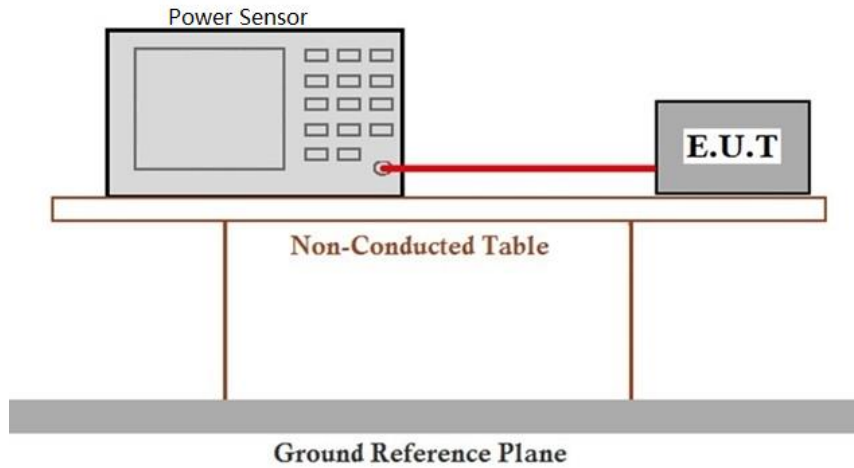 Power Sensor
E.U.T
Non-Conducted Table
Ground Reference Plane